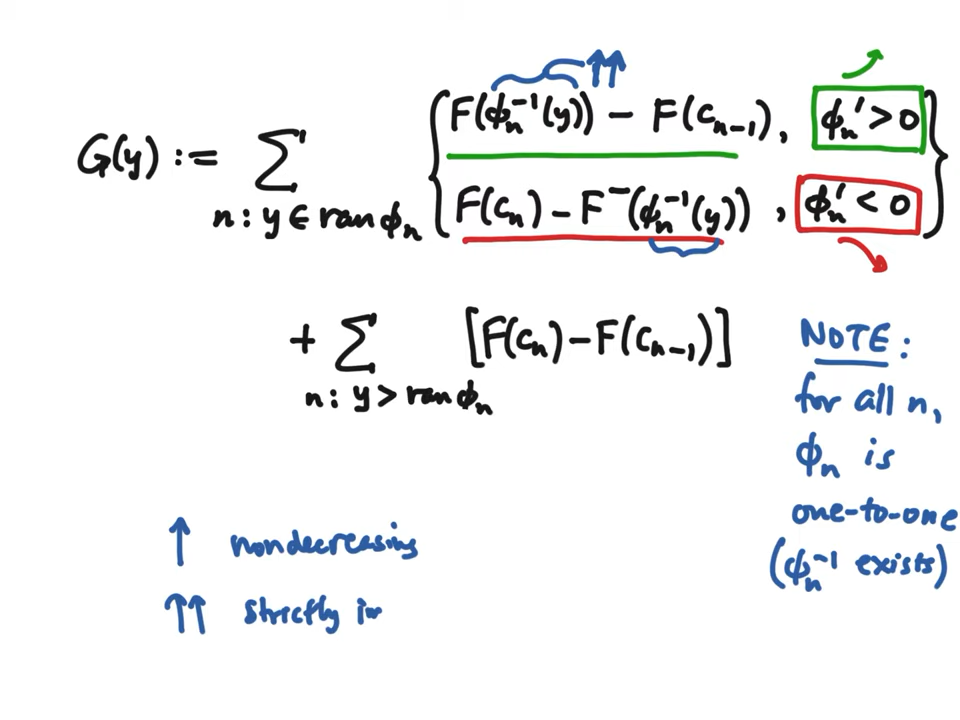 G(y) := ∑ { F(ϕₙ⁻¹(y)) − F(cₙ₋₁), ϕₙ' > 0
n : y ∈ ran ϕₙ { F(cₙ) − F⁻(ϕₙ⁻¹(y)), ϕₙ' < 0 }
+ ∑ [F(cₙ) − F(cₙ₋₁)]
n : y > ran ϕₙ
NOTE :
for all n,
ϕₙ is
one-to-one
(ϕₙ⁻¹ exists)
↑ nondecreasing
↑↑ strictly in